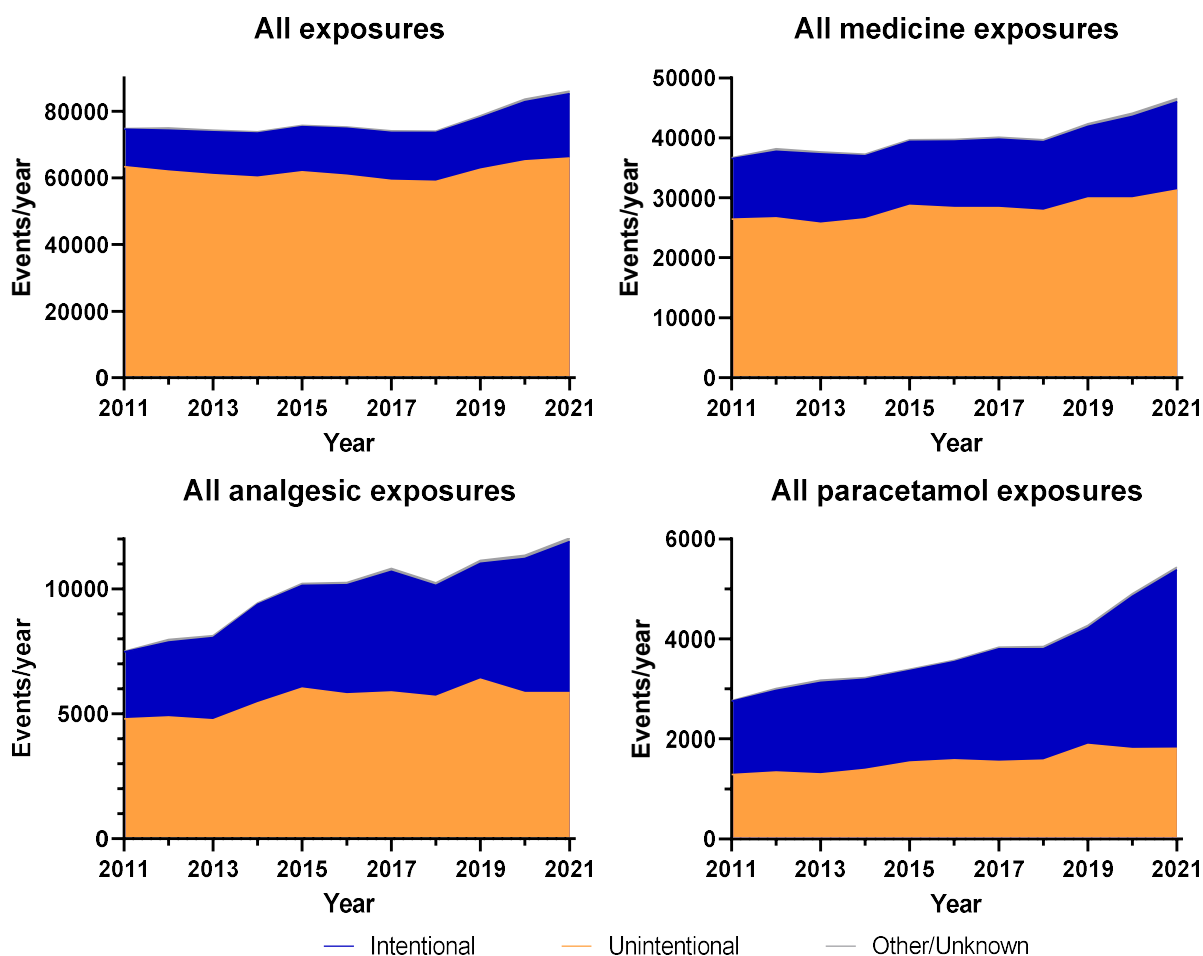 All exposures
80000
60000
40000
20000
0
Events/year
2011 2013 2015 2017 2019 2021
Year
All medicine exposures
50000
40000
30000
20000
10000
0
Events/year
2011 2013 2015 2017 2019 2021
Year
All analgesic exposures
10000
5000
0
Events/year
2011 2013 2015 2017 2019 2021
Year
All paracetamol exposures
6000
4000
2000
0
Events/year
2011 2013 2015 2017 2019 2021
Year
Intentional Unintentional Other/Unknown